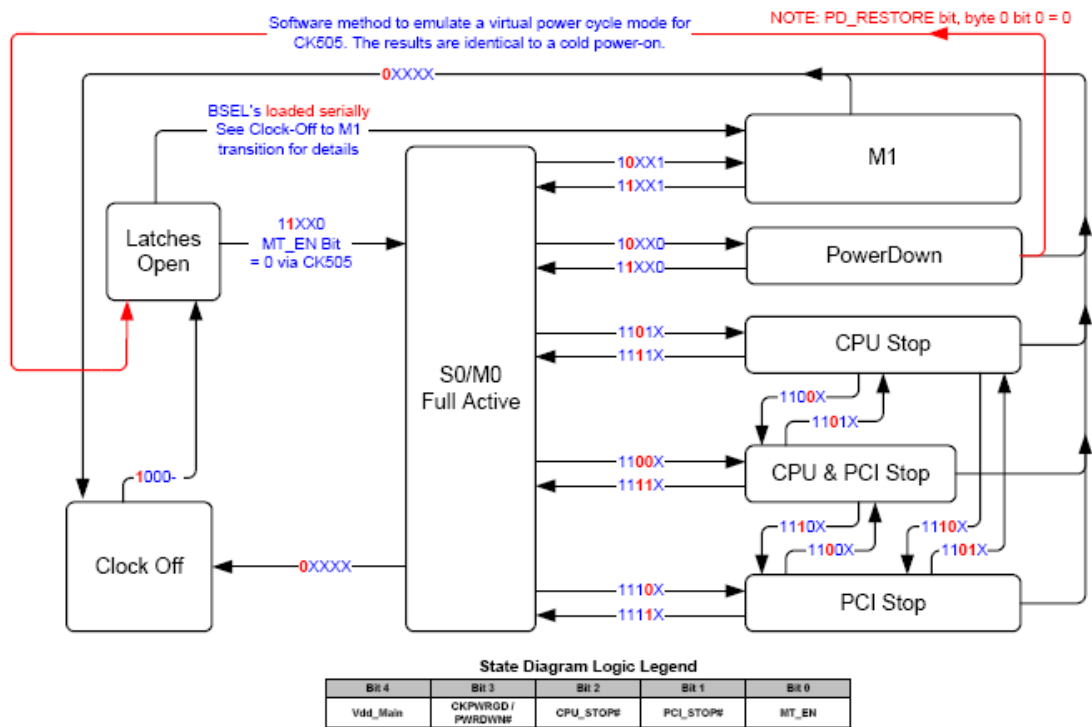 Software method to emulate a virtual power cycle mode for
CK505. The results are identical to a cold power-on.
NOTE: PD_RESTORE bit, byte 0 bit 0 = 0
0XXXX
BSEL's loaded serially
See Clock-Off to M1
transition for details
M1
10XX1
11XX1
Latches
Open
11XX0
MT_EN Bit
= 0 via CK505
10XX0
11XX0
PowerDown
S0/M0
Full Active
1101X
1111X
CPU Stop
1100X
1101X
1100X
1111X
CPU & PCI Stop
1000-
Clock Off
0XXXX
1110X
1100X
1110X
1101X
1110X
1111X
PCI Stop
State Diagram Logic Legend
Bit 4 Bit 3 Bit 2 Bit 1 Bit 0
Vdd_Main CKPWRGD / PWRDWN# CPU_STOP# PCI_STOP# MT_EN